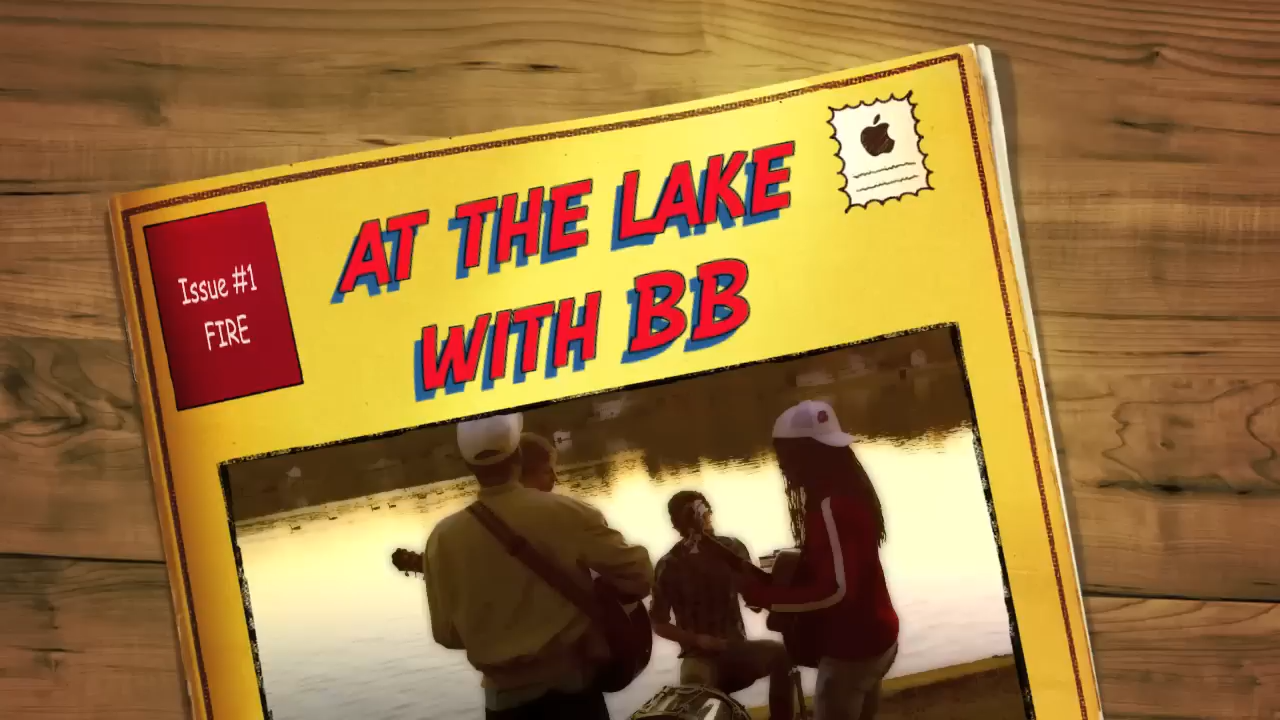 Issue #1
FIRE
AT THE LAKE
WITH BB